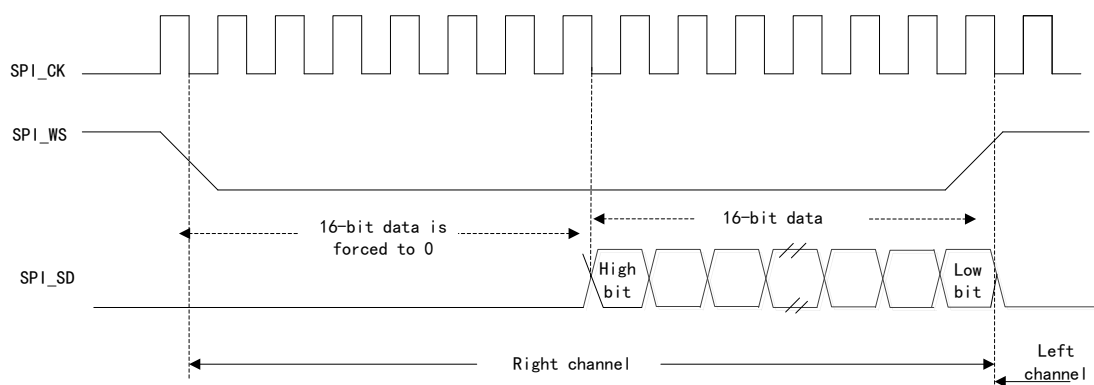 SPI_CK
SPI_WS
16-bit data is
forced to 0
16-bit data
SPI_SD
High
bit
Low
bit
Right channel
Left
channel